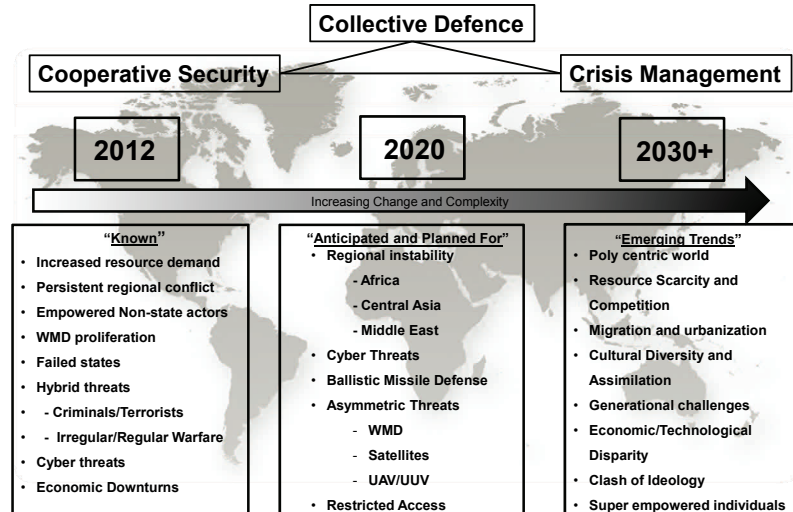 Collective Defence
Cooperative Security
Crisis Management
2012
2020
2030+
Increasing Change and Complexity
“Known”
• Increased resource demand
• Persistent regional conflict
• Empowered Non-state actors
• WMD proliferation
• Failed states
• Hybrid threats
• - Criminals/Terrorists
• - Irregular/Regular Warfare
• Cyber threats
• Economic Downturns
“Anticipated and Planned For”
• Regional instability
- Africa
- Central Asia
- Middle East
• Cyber Threats
• Ballistic Missile Defense
• Asymmetric Threats
- WMD
- Satellites
- UAV/UUV
• Restricted Access
“Emerging Trends”
• Poly centric world
• Resource Scarcity and
Competition
• Migration and urbanization
• Cultural Diversity and
Assimilation
• Generational challenges
• Economic/Technological
Disparity
• Clash of Ideology
• Super empowered individuals